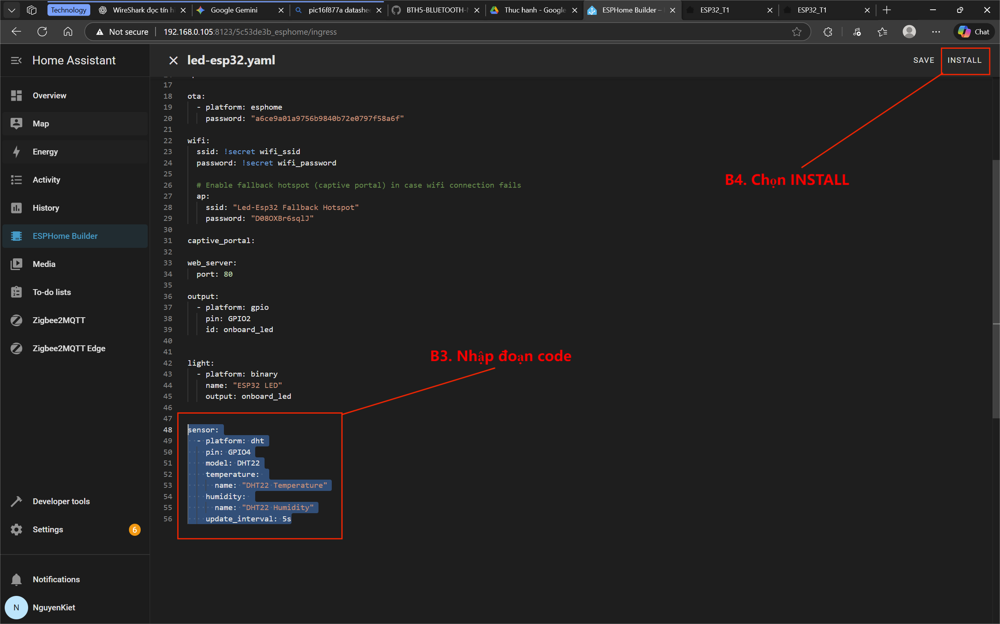 Technology
WireShark đọc tín hi
Google Gemini
pic16f877a datashee
BTH5-BLUETOOTH-
Thuc hanh - Google
ESPHome Builder –
ESP32_T1
ESP32_T1
Not secure
192.168.0.105:8123/5c53de3b_esphome/ingress
Chat
Home Assistant
led-esp32.yaml
SAVE
INSTALL
Overview
Map
Energy
Activity
History
ESPHome Builder
Media
To-do lists
Zigbee2MQTT
Zigbee2MQTT Edge
Developer tools
Settings
6
Notifications
N
NguyenKiet
17
18 ota:
19 - platform: esphome
20 password: "a6ce9a01a9756b9840b72e0797f58a6f"
21
22 wifi:
23 ssid: !secret wifi_ssid
24 password: !secret wifi_password
25
26 # Enable fallback hotspot (captive portal) in case wifi connection fails
27 ap:
28 ssid: "Led-Esp32 Fallback Hotspot"
29 password: "D08OXBr6sqlJ"
30
31 captive_portal:
32
33 web_server:
34 port: 80
35
36 output:
37 - platform: gpio
38 pin: GPIO2
39 id: onboard_led
40
41
42 light:
43 - platform: binary
44 name: "ESP32 LED"
45 output: onboard_led
46
47
48 sensor:
49 - platform: dht
50 pin: GPIO4
51 model: DHT22
52 temperature:
53 name: "DHT22 Temperature"
54 humidity:
55 name: "DHT22 Humidity"
56 update_interval: 5s
B4. Chọn INSTALL
B3. Nhập đoạn code